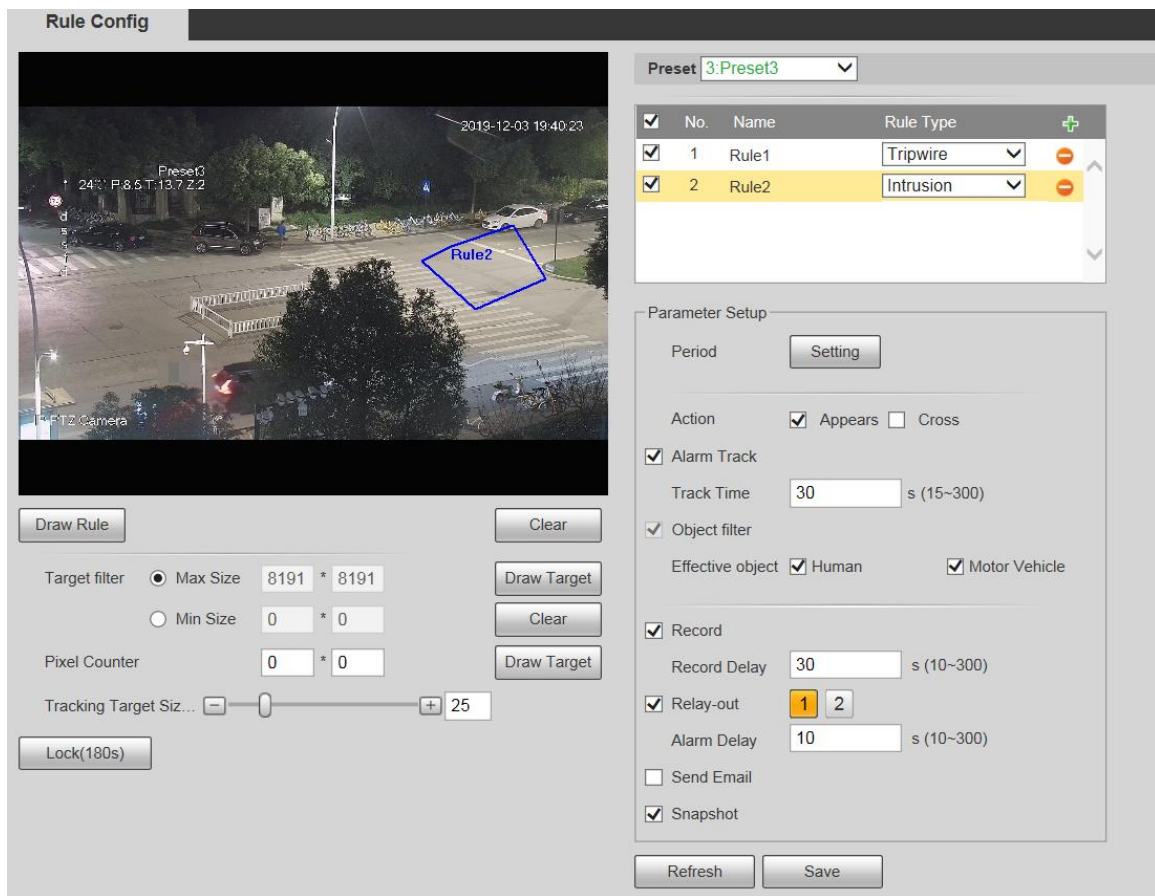 Rule Config
2019-12-03 19:40:23
Preset3
P:8.5 T:13.7 Z:2
Rule2
PTZ Camera
Draw Rule
Clear
Target filter Max Size 8191 * 8191 Draw Target
Min Size 0 * 0 Clear
Pixel Counter 0 * 0 Draw Target
Tracking Target Siz... − + 25
Lock(180s)
Preset 3:Preset3
No. Name Rule Type
1 Rule1 Tripwire
2 Rule2 Intrusion
Parameter Setup
Period Setting
Action Appears Cross
Alarm Track
Track Time 30 s (15~300)
Object filter
Effective object Human Motor Vehicle
Record
Record Delay 30 s (10~300)
Relay-out 1 2
Alarm Delay 10 s (10~300)
Send Email
Snapshot
Refresh Save